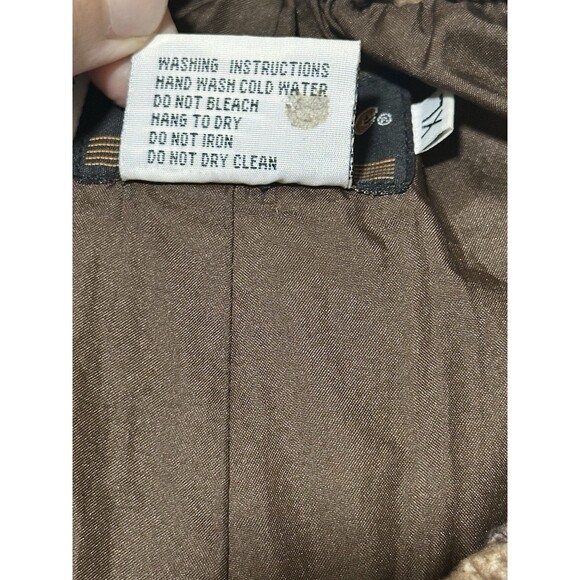 WASHING INSTRUCTIONS
HAND WASH COLD WATER
DO NOT BLEACH
HANG TO DRY
DO NOT IRON
DO NOT DRY CLEAN
®